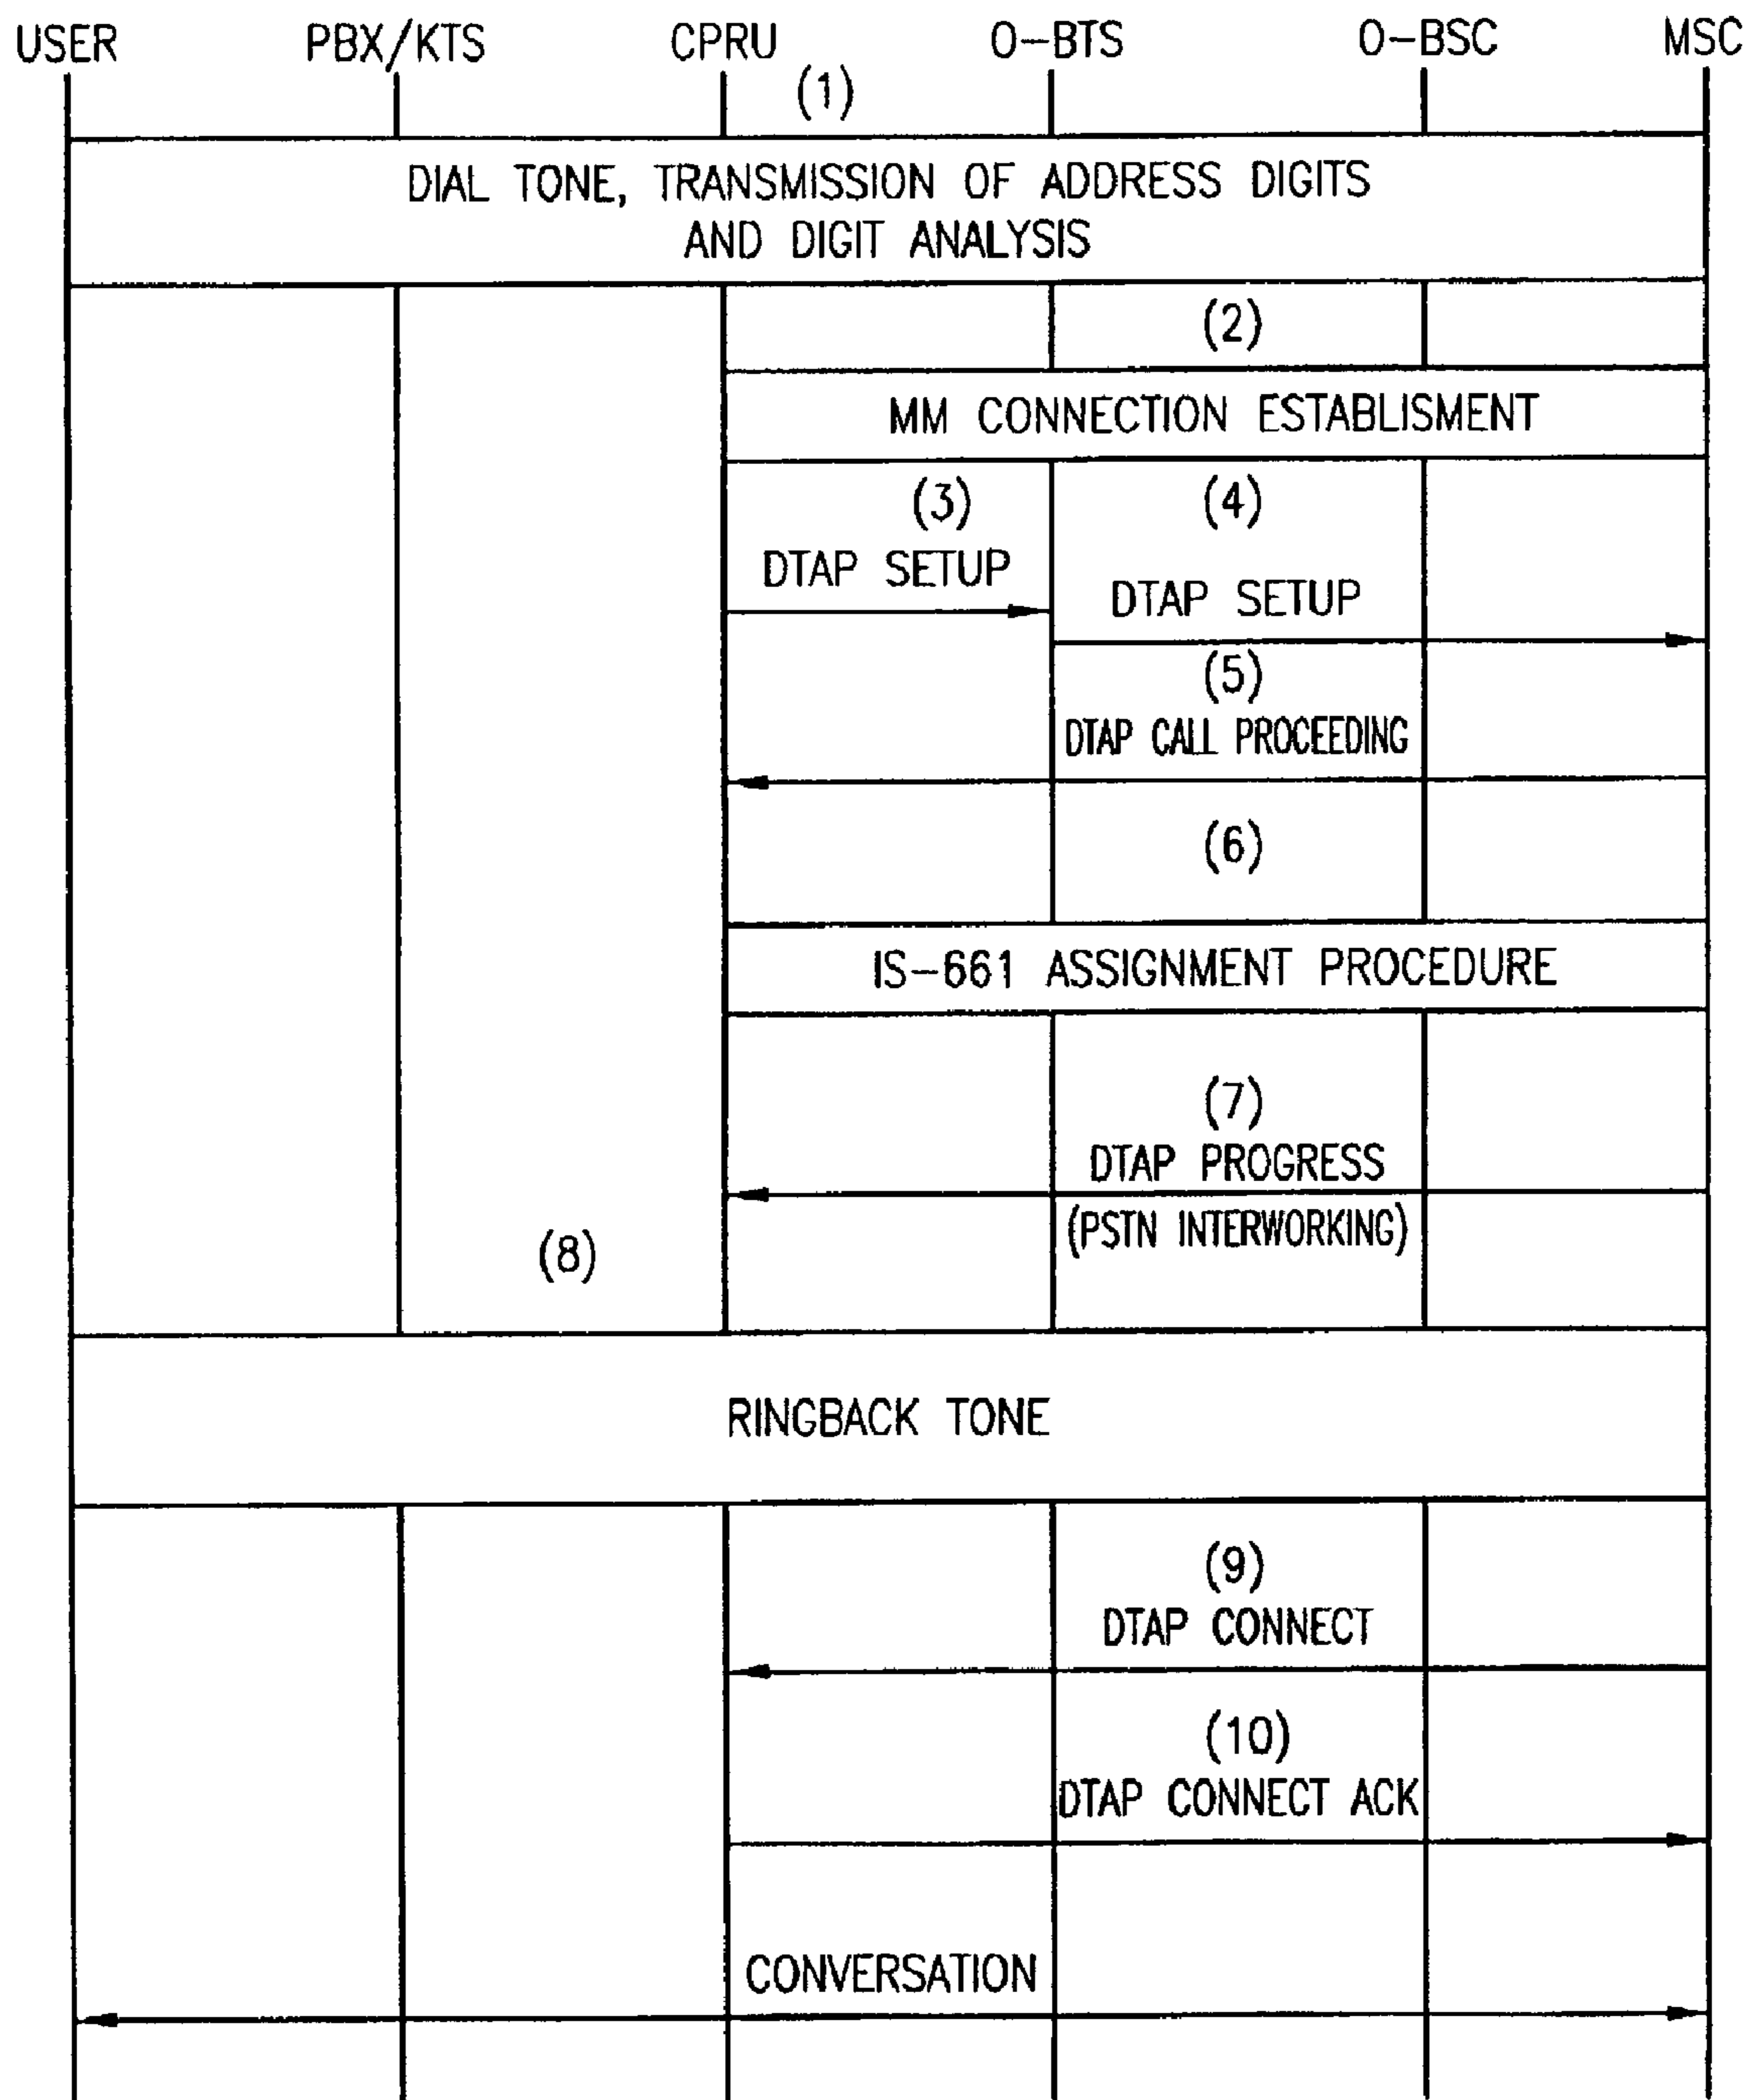 USER PBX/KTS CPRU O-BTS O-BSC MSC
(1)
DIAL TONE, TRANSMISSION OF ADDRESS DIGITS
AND DIGIT ANALYSIS
(2)
MM CONNECTION ESTABLISMENT
(3)
DTAP SETUP
(4)
DTAP SETUP
(5)
DTAP CALL PROCEEDING
(6)
IS-661 ASSIGNMENT PROCEDURE
(7)
DTAP PROGRESS
(PSTN INTERWORKING)
(8)
RINGBACK TONE
(9)
DTAP CONNECT
(10)
DTAP CONNECT ACK
CONVERSATION